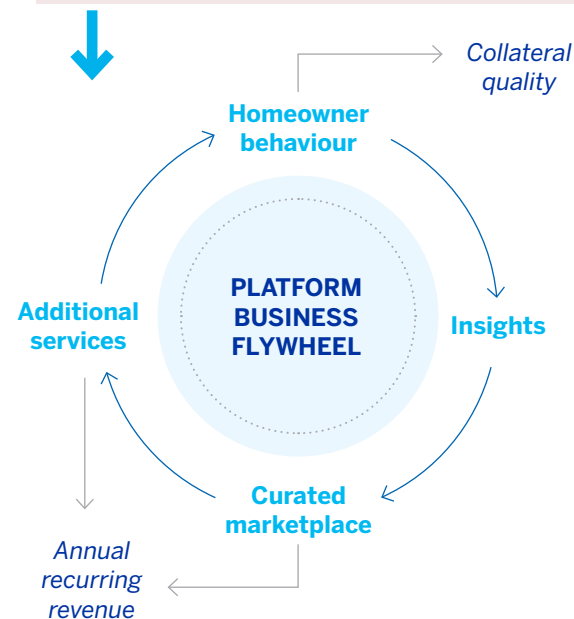 Collateral
quality
Homeowner
behaviour
PLATFORM
BUSINESS
FLYWHEEL
Additional
services
Insights
Curated
marketplace
Annual
recurring
revenue